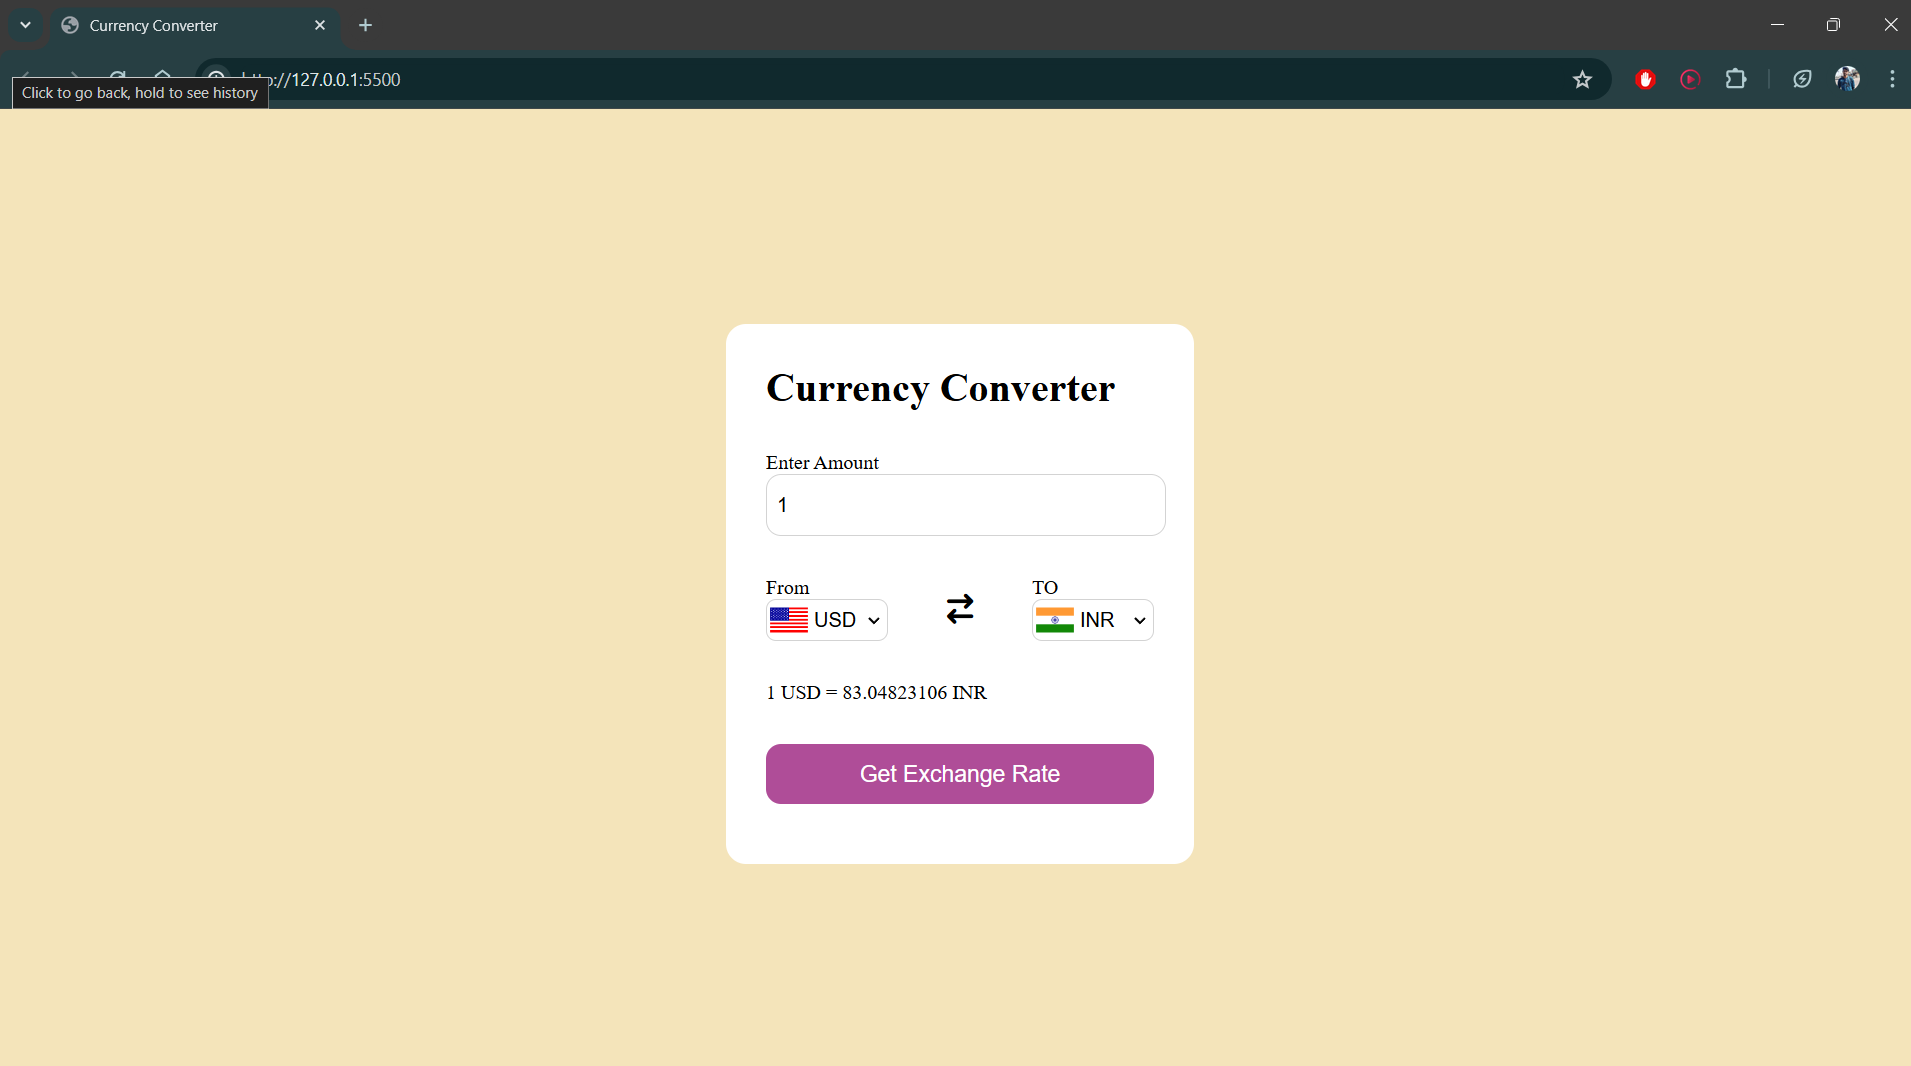 Currency Converter
://127.0.0.1:5500
Click to go back, hold to see history
Currency Converter
Enter Amount
1
From
TO
USD
INR
1 USD = 83.04823106 INR
Get Exchange Rate